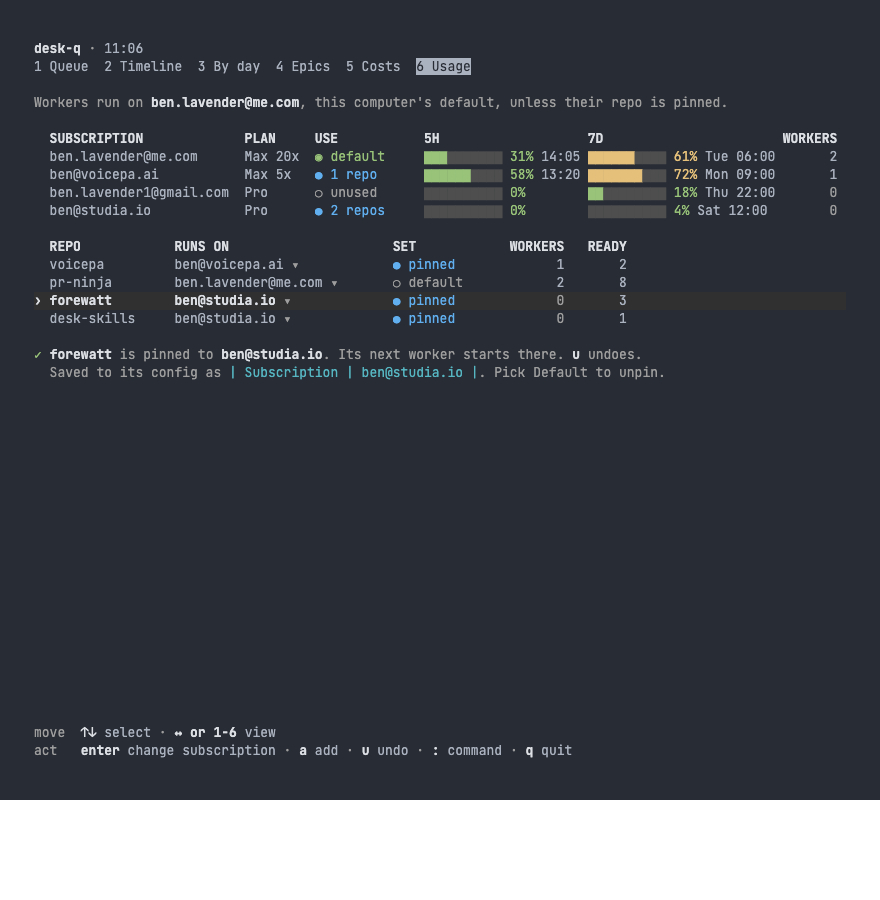 desk-q · 11:06
1 Queue 2 Timeline 3 By day 4 Epics 5 Costs 6 Usage
Workers run on ben.lavender@me.com, this computer's default, unless their repo is pinned.
SUBSCRIPTION PLAN USE 5H 7D WORKERS
ben.lavender@me.com Max 20x ◉ default 31% 14:05 61% Tue 06:00 2
ben@voicepa.ai Max 5x ● 1 repo 58% 13:20 72% Mon 09:00 1
ben.lavender1@gmail.com Pro ○ unused 0% 18% Thu 22:00 0
ben@studia.io Pro ● 2 repos 0% 4% Sat 12:00 0
REPO RUNS ON SET WORKERS READY
voicepa ben@voicepa.ai ▾ ● pinned 1 2
pr-ninja ben.lavender@me.com ▾ ○ default 2 8
› forewatt ben@studia.io ▾ ● pinned 0 3
desk-skills ben@studia.io ▾ ● pinned 0 1
✓ forewatt is pinned to ben@studia.io. Its next worker starts there. u undoes.
Saved to its config as | Subscription | ben@studia.io |. Pick Default to unpin.
move ↑↓ select · ↔ or 1-6 view
act enter change subscription · a add · u undo · : command · q quit